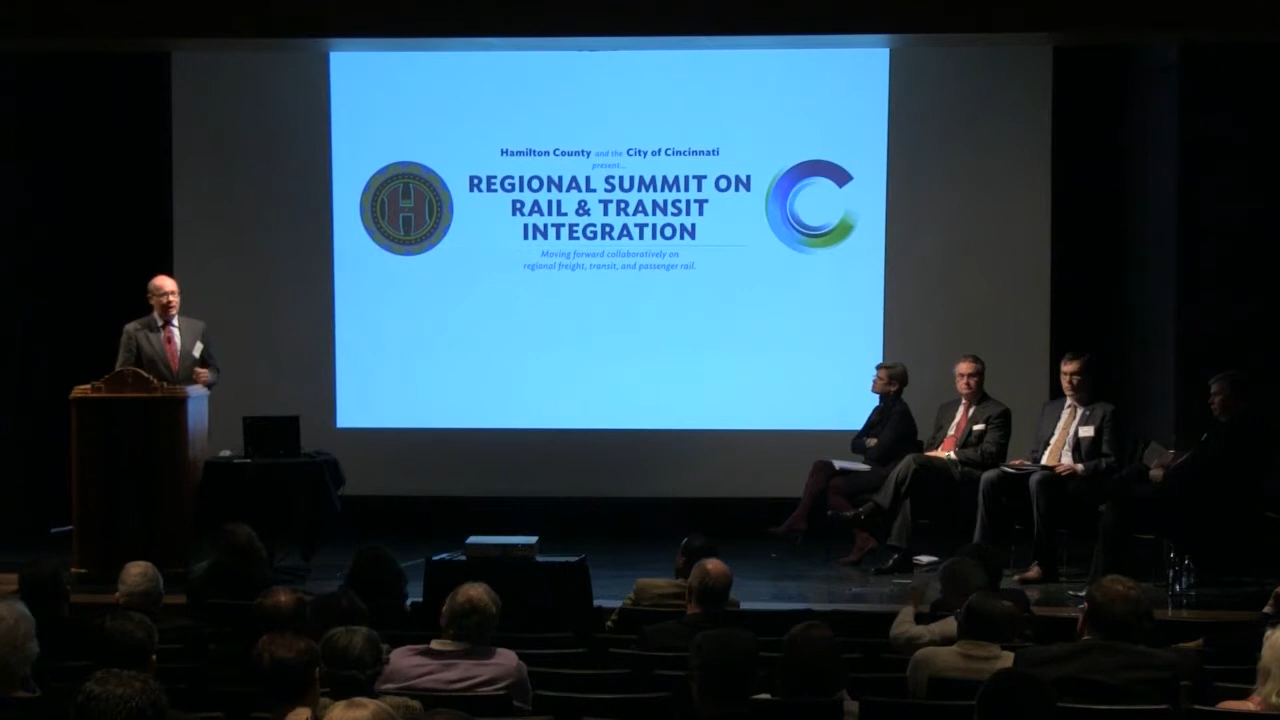 Hamilton County and the City of Cincinnati
present...
REGIONAL SUMMIT ON
RAIL & TRANSIT
INTEGRATION
Moving forward collaboratively on
regional freight, transit, and passenger rail.
H
C